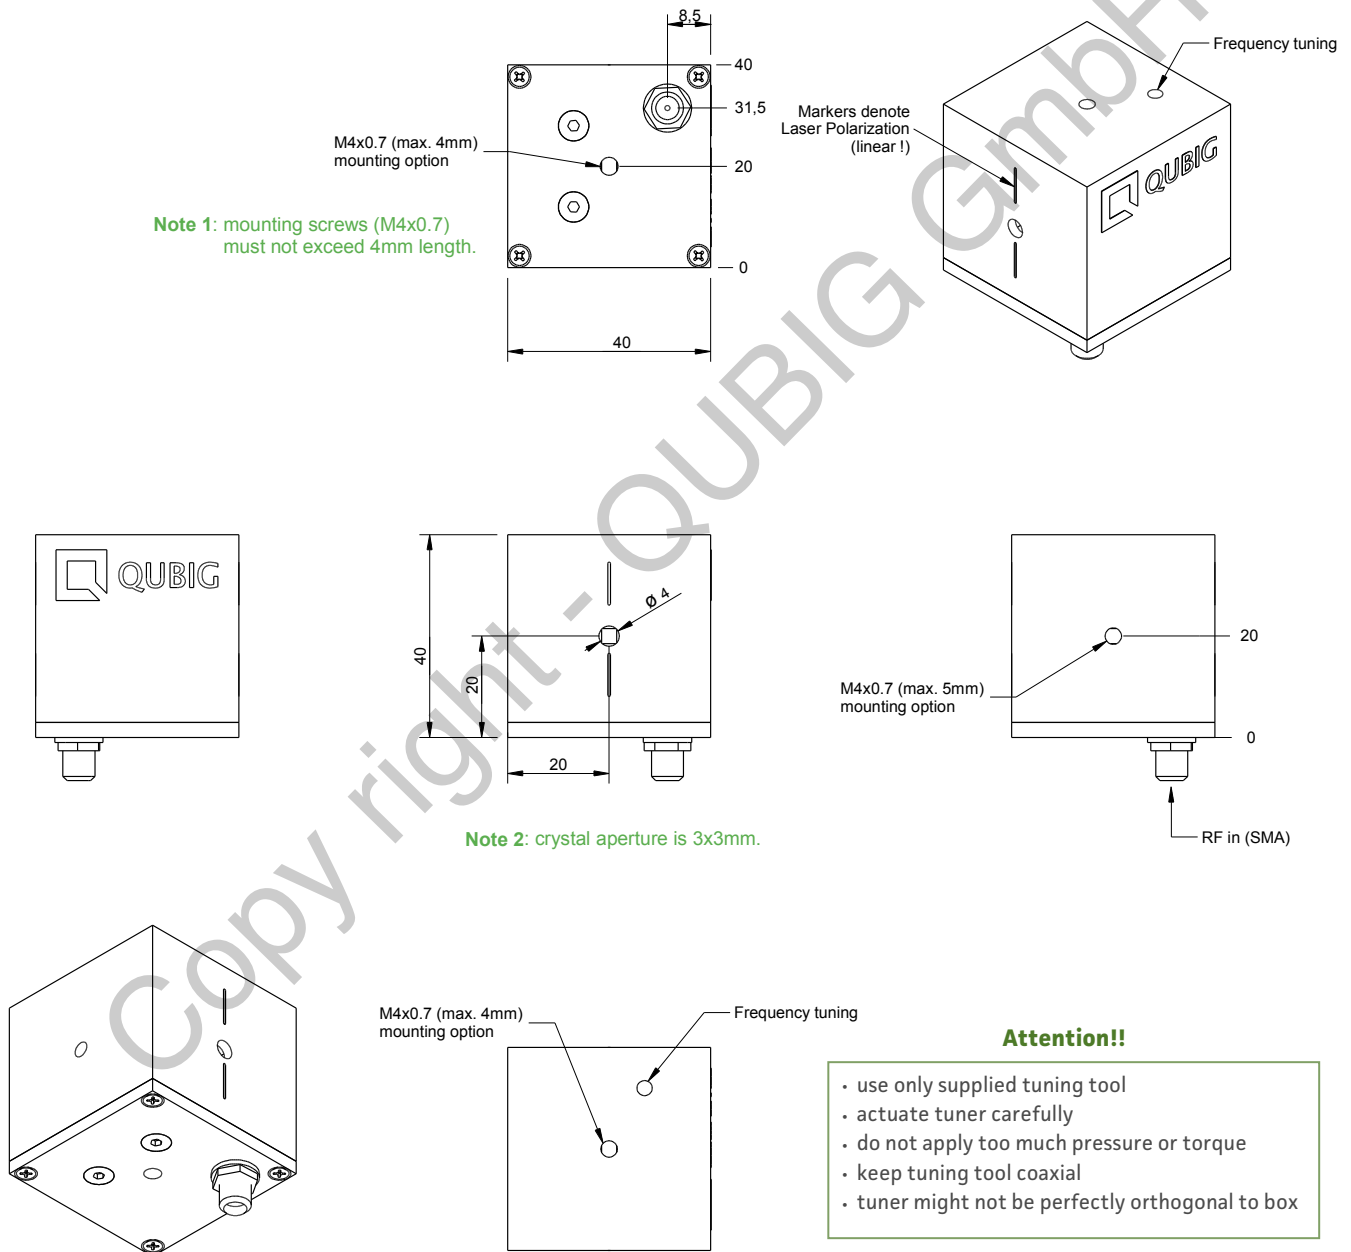 8,5
40
31,5
20
0
40
M4x0.7 (max. 4mm)
mounting option
Note 1: mounting screws (M4x0.7)
must not exceed 4mm length.
Frequency tuning
Markers denote
Laser Polarization
(linear !)
QUBIG
QUBIG
40
20
20
Ø 4
Note 2: crystal aperture is 3x3mm.
20
0
M4x0.7 (max. 5mm)
mounting option
RF in (SMA)
M4x0.7 (max. 4mm)
mounting option
Frequency tuning
Attention!!
· use only supplied tuning tool
· actuate tuner carefully
· do not apply too much pressure or torque
· keep tuning tool coaxial
· tuner might not be perfectly orthogonal to box
Copy right - QUBIG GmbH